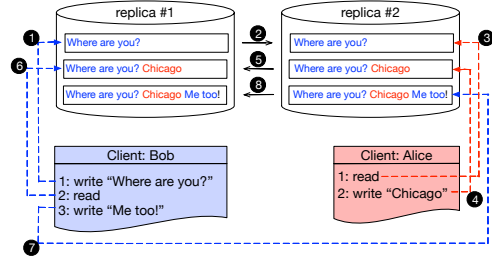 replica #1
replica #2
1
Where are you?
2
Where are you?
3
6
Where are you? Chicago
5
Where are you? Chicago
Where are you? Chicago Me too!
8
Where are you? Chicago Me too!
Client: Bob
1: write “Where are you?”
2: read
3: write “Me too!”
Client: Alice
1: read
2: write “Chicago”
4
7